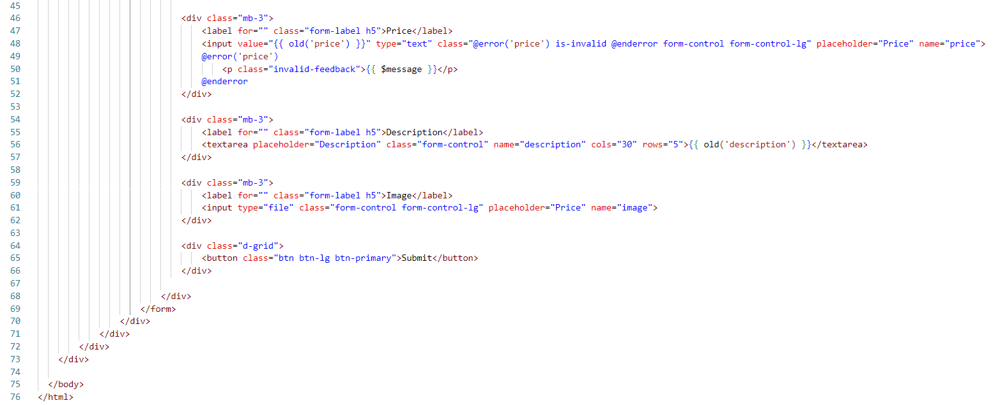 45
46 <div class="mb-3">
47 <label for="" class="form-label h5">Price</label>
48 <input value="{{ old('price') }}" type="text" class="@error('price') is-invalid @enderror form-control form-control-lg" placeholder="Price" name="price">
49 @error('price')
50 <p class="invalid-feedback">{{ $message }}</p>
51 @enderror
52 </div>
53
54 <div class="mb-3">
55 <label for="" class="form-label h5">Description</label>
56 <textarea placeholder="Description" class="form-control" name="description" cols="30" rows="5">{{ old('description') }}</textarea>
57 </div>
58
59 <div class="mb-3">
60 <label for="" class="form-label h5">Image</label>
61 <input type="file" class="form-control form-control-lg" placeholder="Price" name="image">
62 </div>
63
64 <div class="d-grid">
65 <button class="btn btn-lg btn-primary">Submit</button>
66 </div>
67
68 </div>
69 </form>
70 </div>
71 </div>
72 </div>
73 </div>
74
75 </body>
76 </html>